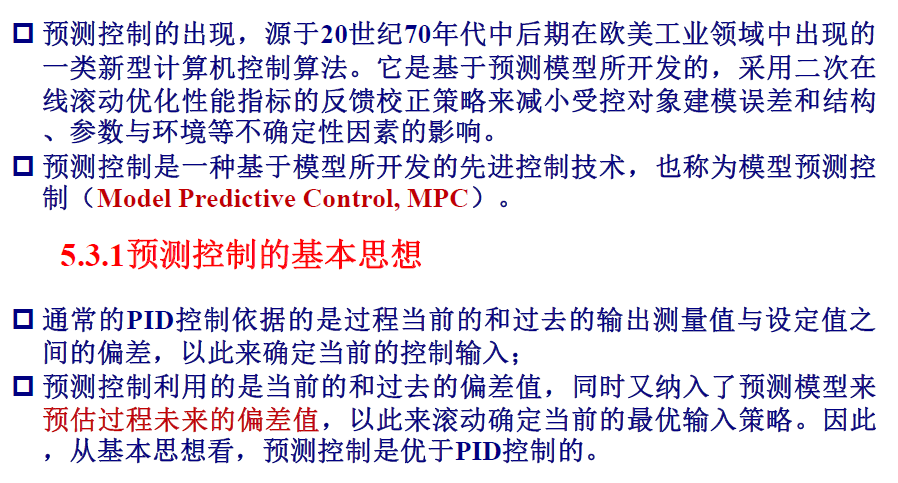 预测控制的出现，源于20世纪70年代中后期在欧美工业领域中出现的
一类新型计算机控制算法。它是基于预测模型所开发的，采用二次在
线滚动优化性能指标的反馈校正策略来减小受控对象建模误差和结构
、参数与环境等不确定性因素的影响。
预测控制是一种基于模型所开发的先进控制技术，也称为模型预测控
制（Model Predictive Control, MPC）。
5.3.1预测控制的基本思想
通常的PID控制依据的是过程当前的和过去的输出测量值与设定值之
间的偏差，以此来确定当前的控制输入；
预测控制利用的是当前的和过去的偏差值，同时又纳入了预测模型来
预估过程未来的偏差值，以此来滚动确定当前的最优输入策略。因此
，从基本思想看，预测控制是优于PID控制的。